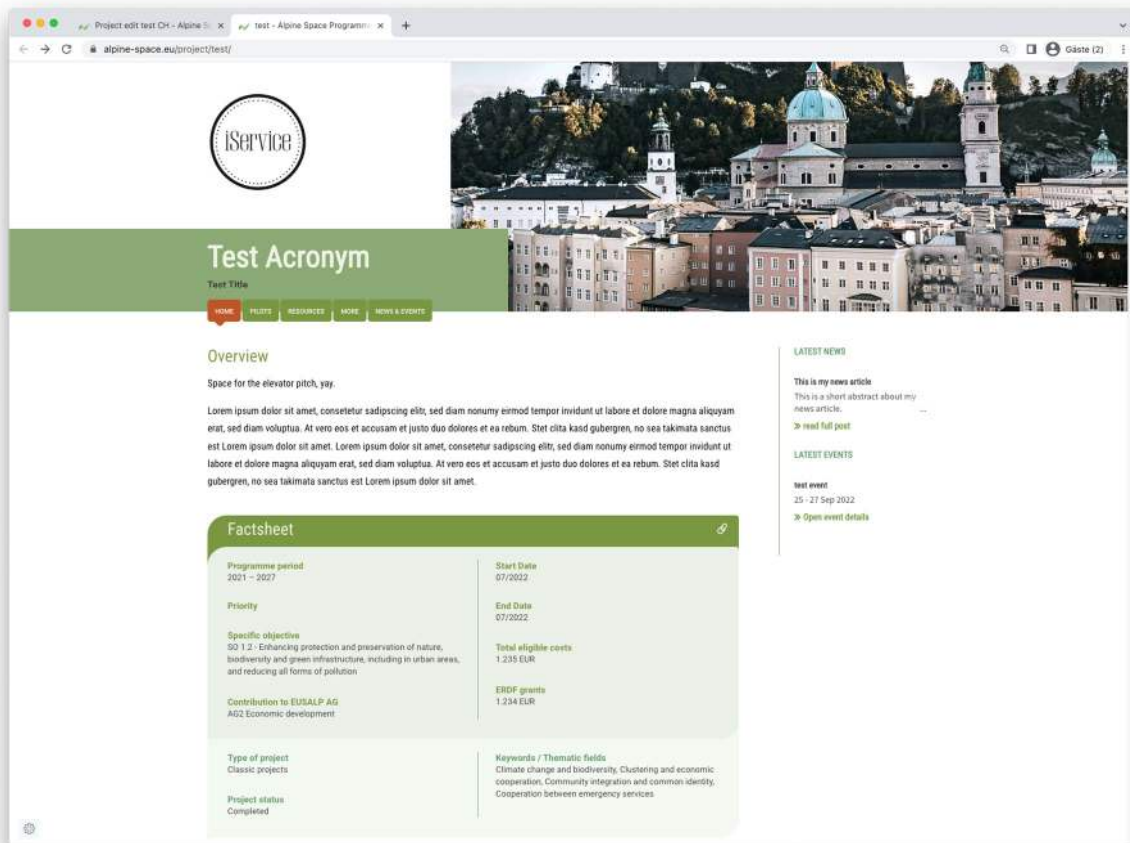 Project edit test CH - Alpine S
test - Alpine Space Programm
alpine-space.eu/project/test/
Gäste (2)
iService
Test Acronym
Test Title
HOME
PILOTS
RESOURCES
MORE
NEWS & EVENTS
Overview
Space for the elevator pitch, yay.
Lorem ipsum dolor sit amet, consetetur sadipscing elitr, sed diam nonumy eirmod tempor invidunt ut labore et dolore magna aliquyam
erat, sed diam voluptua. At vero eos et accusam et justo duo dolores et ea rebum. Stet clita kasd gubergren, no sea takimata sanctus
est Lorem ipsum dolor sit amet. Lorem ipsum dolor sit amet, consetetur sadipscing elitr, sed diam nonumy eirmod tempor invidunt ut
labore et dolore magna aliquyam erat, sed diam voluptua. At vero eos et accusam et justo duo dolores et ea rebum. Stet clita kasd
gubergren, no sea takimata sanctus est Lorem ipsum dolor sit amet.
LATEST NEWS
This is my news article
This is a short abstract about my
news article. ...
» read full post
LATEST EVENTS
test event
25 - 27 Sep 2022
» Open event details
Factsheet
Programme period
2021 – 2027
Priority
Specific objective
SO 1.2 - Enhancing protection and preservation of nature,
biodiversity and green infrastructure, including in urban areas,
and reducing all forms of pollution
Contribution to EUSALP AG
AG2 Economic development
Start Date
07/2022
End Date
07/2022
Total eligible costs
1.235 EUR
ERDF grants
1.234 EUR
Type of project
Classic projects
Project status
Completed
Keywords / Thematic fields
Climate change and biodiversity, Clustering and economic
cooperation, Community integration and common identity,
Cooperation between emergency services